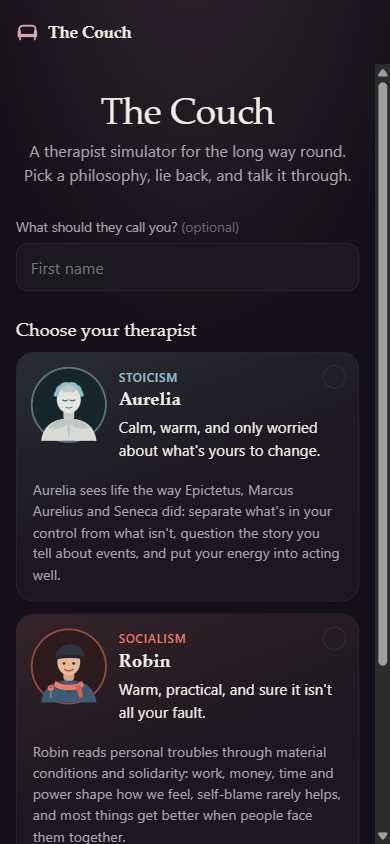 The Couch
The Couch
A therapist simulator for the long way round.
Pick a philosophy, lie back, and talk it through.
What should they call you? (optional)
First name
Choose your therapist
STOICISM
Aurelia
Calm, warm, and only worried
about what's yours to change.
Aurelia sees life the way Epictetus, Marcus
Aurelius and Seneca did: separate what's in your
control from what isn't, question the story you
tell about events, and put your energy into acting
well.
SOCIALISM
Robin
Warm, practical, and sure it isn't
all your fault.
Robin reads personal troubles through material
conditions and solidarity: work, money, time and
power shape how we feel, self-blame rarely helps,
and most things get better when people face
them together.